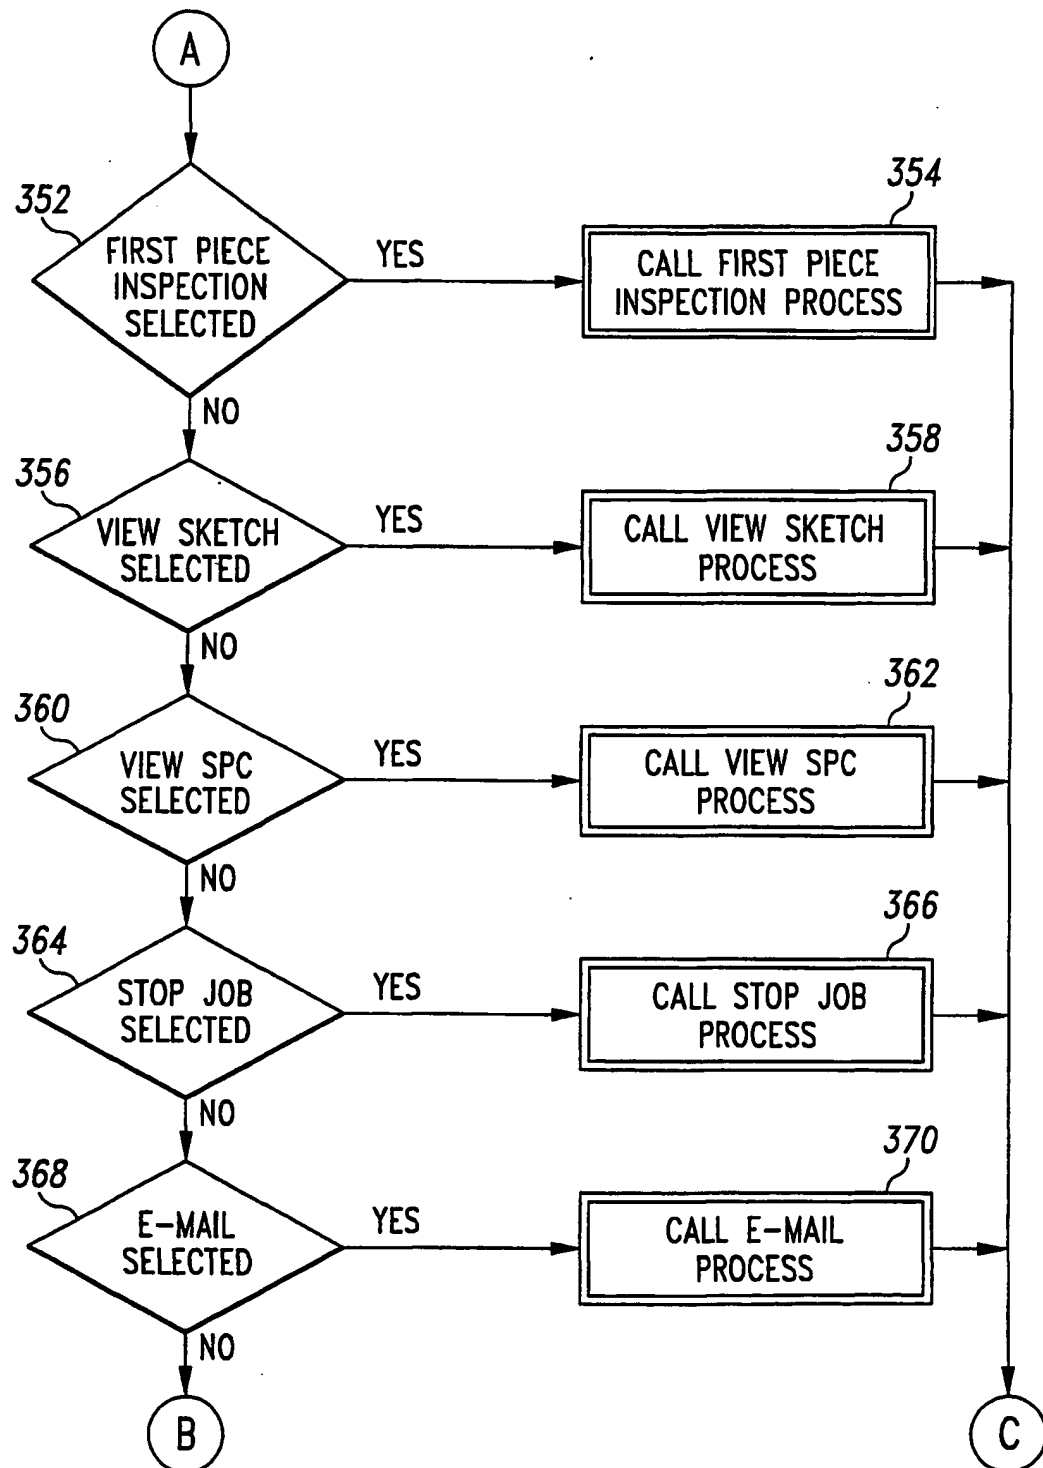 A
352
FIRST PIECE
INSPECTION
SELECTED
YES
354
CALL FIRST PIECE
INSPECTION PROCESS
NO
356
VIEW SKETCH
SELECTED
YES
358
CALL VIEW SKETCH
PROCESS
NO
360
VIEW SPC
SELECTED
YES
362
CALL VIEW SPC
PROCESS
NO
364
STOP JOB
SELECTED
YES
366
CALL STOP JOB
PROCESS
NO
368
E-MAIL
SELECTED
YES
370
CALL E-MAIL
PROCESS
NO
B
C